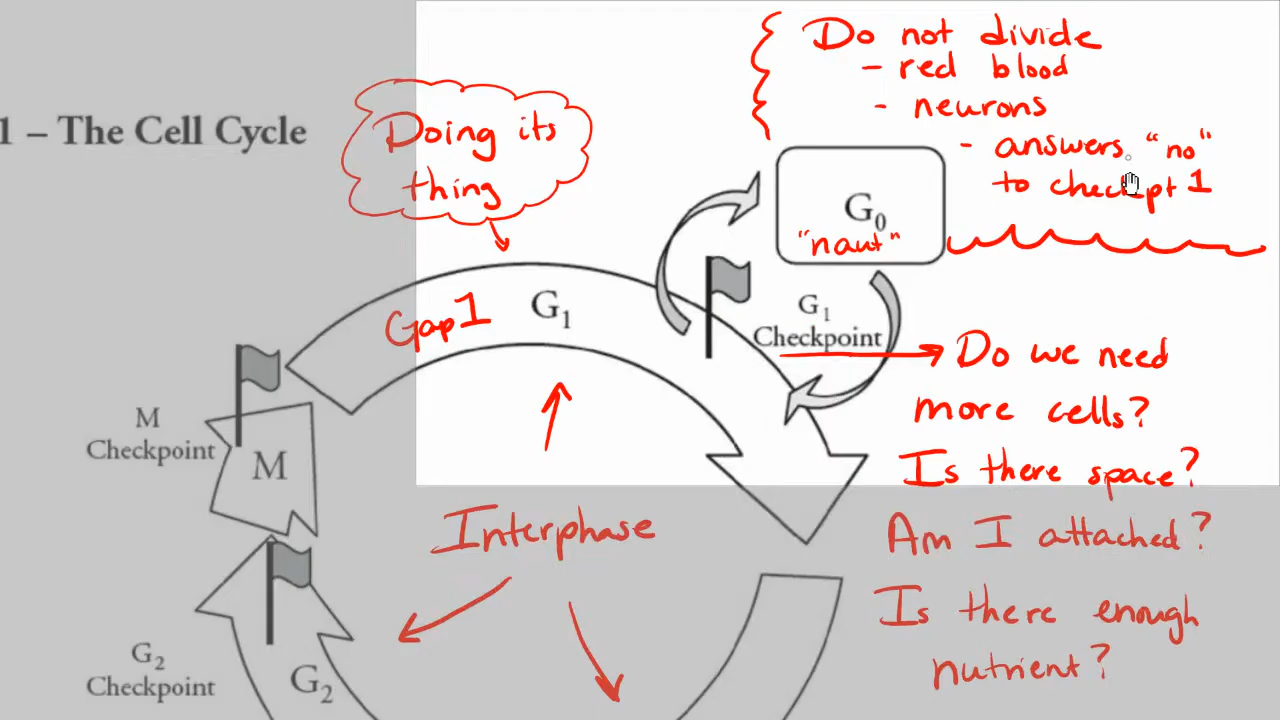 Do not divide
- red blood
- neurons
- answers "no"
to checkpt 1
1 – The Cell Cycle
Doing its
thing
G0
"naut"
Gap 1
G1
G1
Checkpoint
Do we need
more cells?
Is there space?
Am I attached?
Is there enough
nutrient?
M
Checkpoint
M
Interphase
G2
Checkpoint
G2